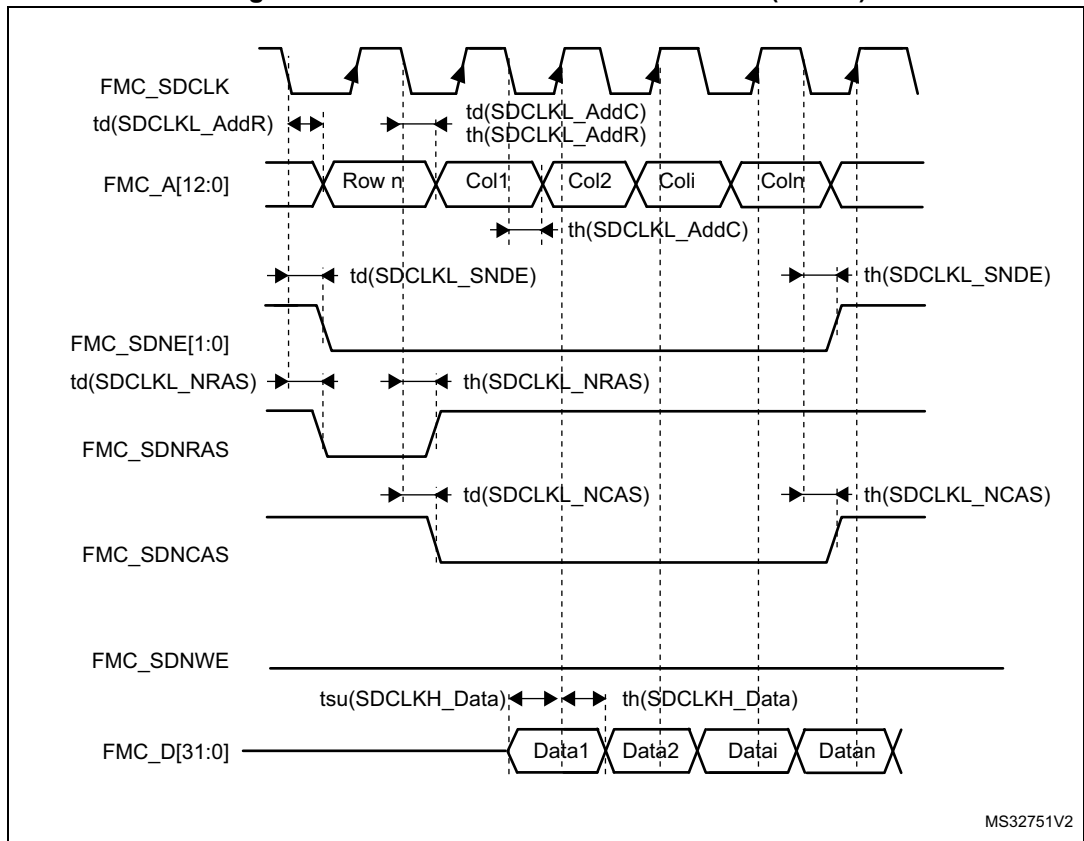 FMC_SDCLK
td(SDCLKL_AddR)
td(SDCLKL_AddC)
th(SDCLKL_AddR)
FMC_A[12:0]
Row n
Col1
Col2
Coli
Coln
th(SDCLKL_AddC)
td(SDCLKL_SNDE)
th(SDCLKL_SNDE)
FMC_SDNE[1:0]
td(SDCLKL_NRAS)
th(SDCLKL_NRAS)
FMC_SDNRAS
td(SDCLKL_NCAS)
th(SDCLKL_NCAS)
FMC_SDNCAS
FMC_SDNWE
tsu(SDCLKH_Data)
th(SDCLKH_Data)
FMC_D[31:0]
Data1
Data2
Datai
Datan
MS32751V2